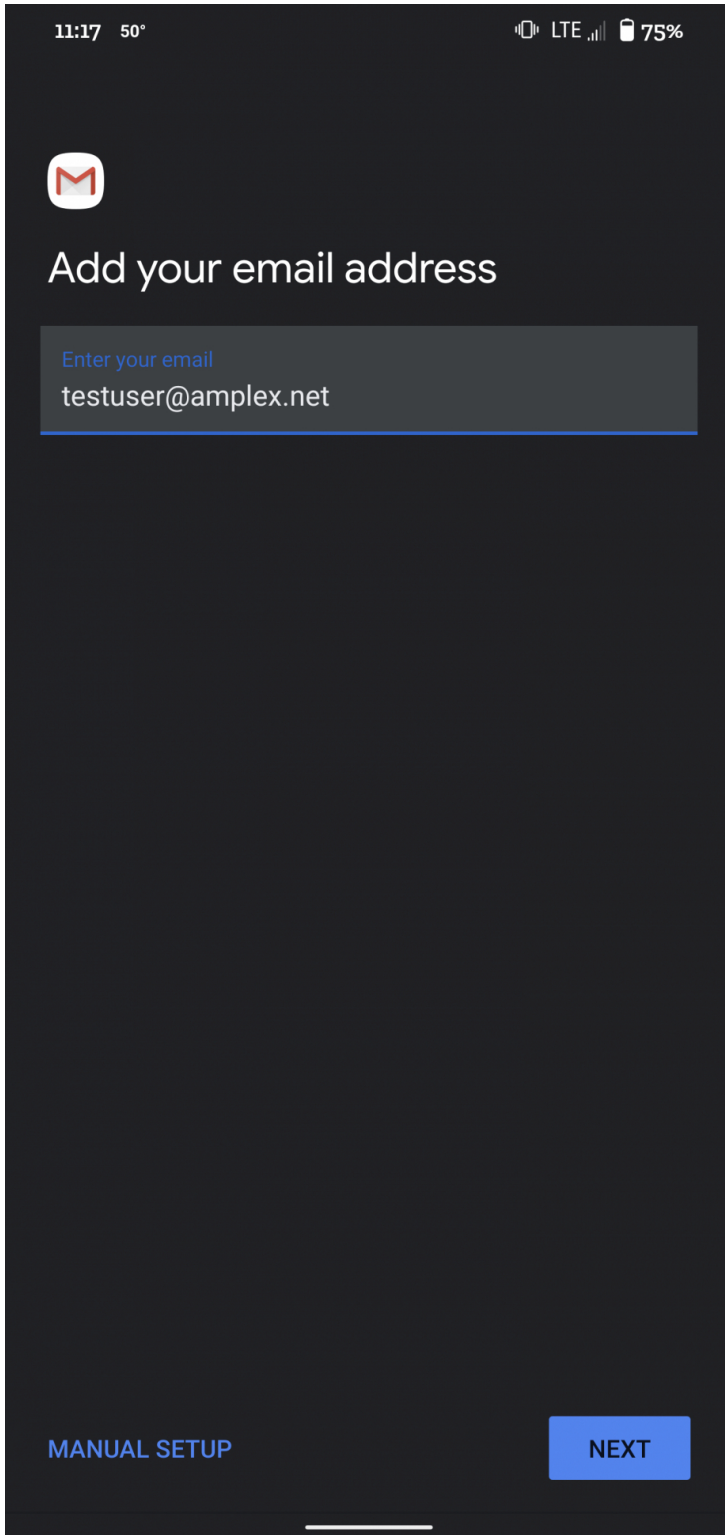 11:17 50° LTE 75%
Add your email address
Enter your email
testuser@amplex.net
MANUAL SETUP NEXT